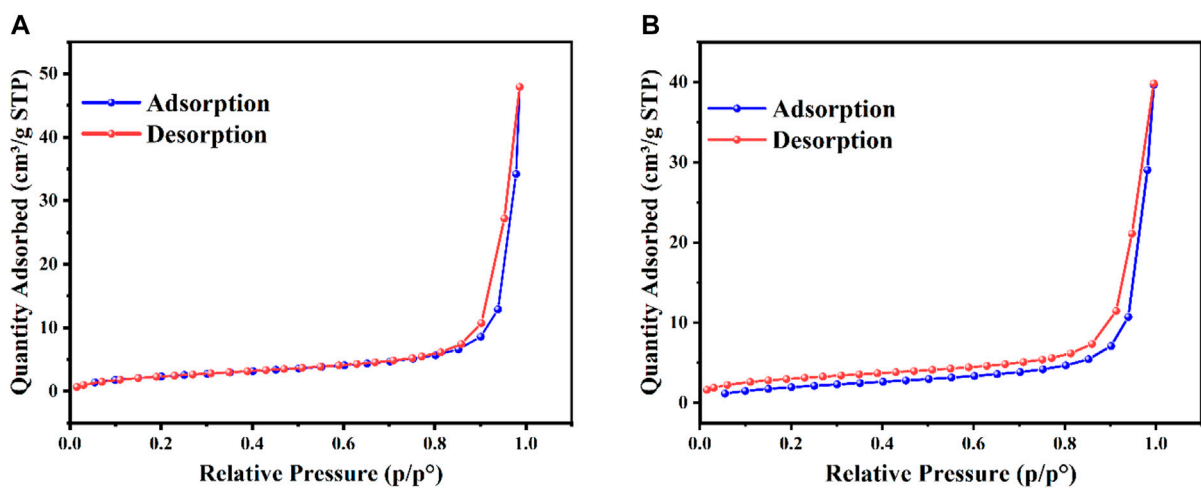 A
Quantity Adsorbed (cm³/g STP)
50
40
30
20
10
0
Adsorption
Desorption
0.0 0.2 0.4 0.6 0.8 1.0
Relative Pressure (p/p°)
B
Quantity Adsorbed (cm³/g STP)
40
30
20
10
0
Adsorption
Desorption
0.0 0.2 0.4 0.6 0.8 1.0
Relative Pressure (p/p°)